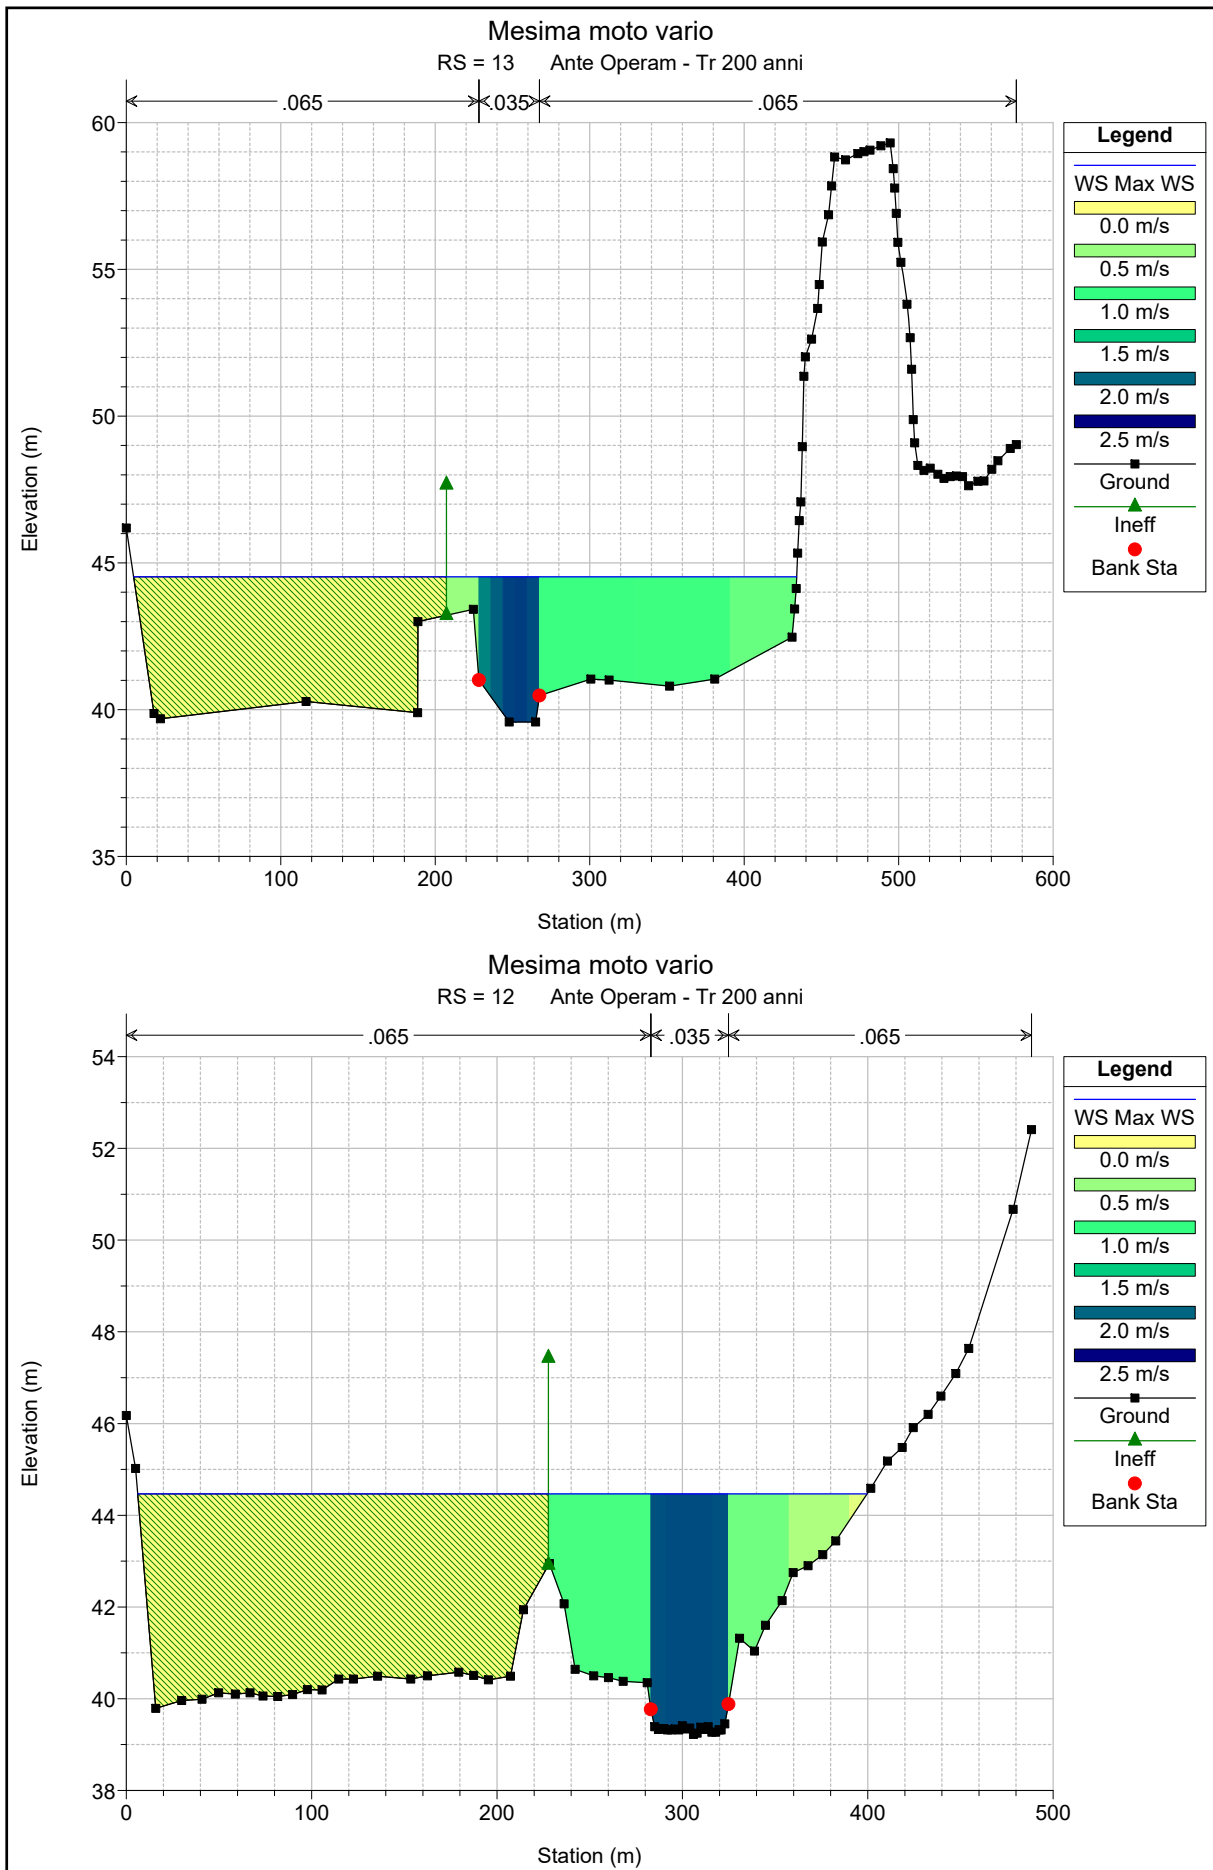 Mesima moto vario
RS = 13 Ante Operam - Tr 200 anni
.065 .035 .065
60
55
50
45
40
35
0 100 200 300 400 500 600
Elevation (m)
Station (m)
Legend
WS Max WS
0.0 m/s
0.5 m/s
1.0 m/s
1.5 m/s
2.0 m/s
2.5 m/s
Ground
Ineff
Bank Sta
Mesima moto vario
RS = 12 Ante Operam - Tr 200 anni
.065 .035 .065
54
52
50
48
46
44
42
40
38
0 100 200 300 400 500
Elevation (m)
Station (m)
Legend
WS Max WS
0.0 m/s
0.5 m/s
1.0 m/s
1.5 m/s
2.0 m/s
2.5 m/s
Ground
Ineff
Bank Sta